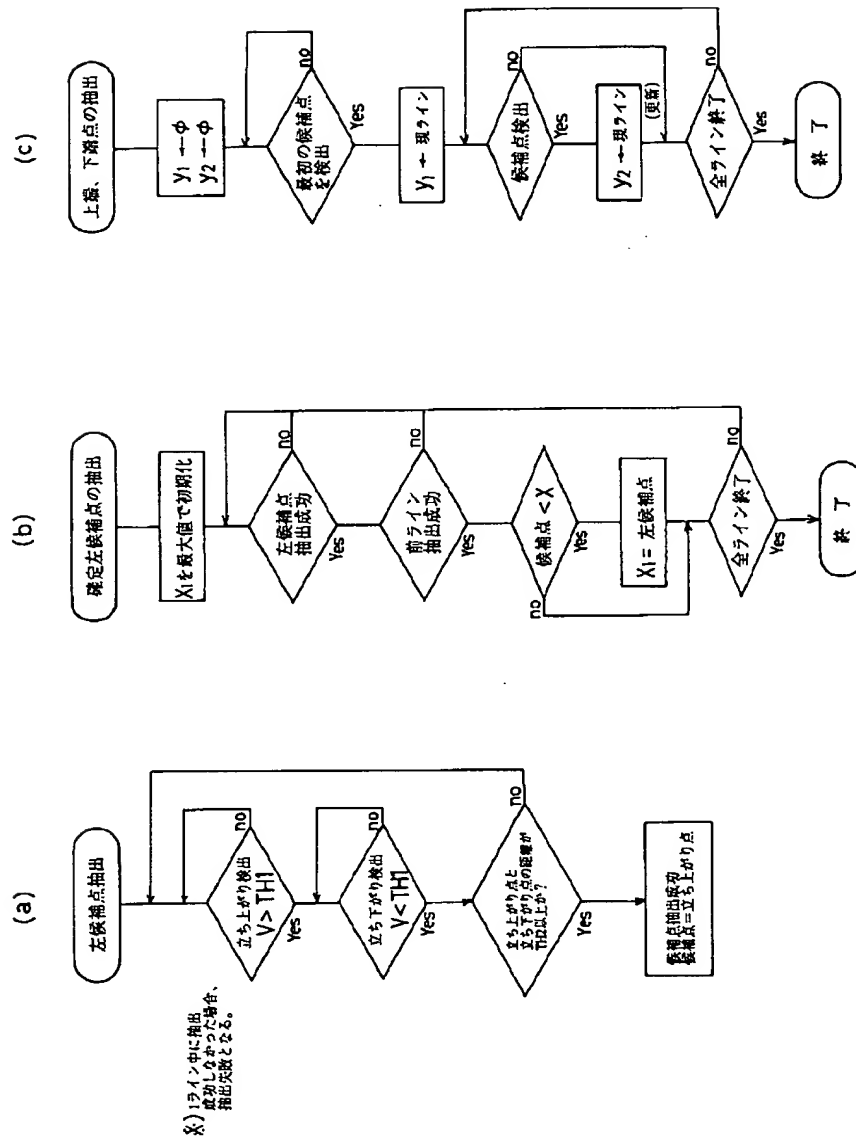 (a)
左候補点抽出
立ち上がり検出
V>TH1
no
Yes
立ち下がり検出
V<TH1
no
Yes
立ち上がり点と
立ち下がり点の距離が
TH2以上か?
no
Yes
候補点抽出成功
候補点=立ち上がり点
※)1ライン中に抽出
成功しなかった場合、
抽出失敗となる。
(b)
確定左候補点の抽出
X1を最大値で初期化
左候補点
抽出成功
no
Yes
前ライン
抽出成功
no
Yes
候補点<X
no
Yes
X1=左候補点
全ライン終了
no
Yes
終了
(c)
上端、下端点の抽出
y1←φ
y2←φ
最初の候補点
を検出
no
Yes
y1←現ライン
候補点検出
no
Yes
y2←現ライン
(更新)
全ライン終了
no
Yes
終了